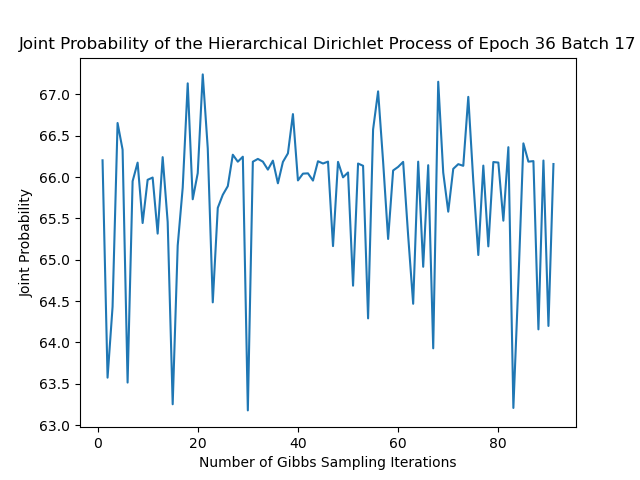 Joint Probability of the Hierarchical Dirichlet Process of Epoch 36 Batch 17
67.0
66.5
66.0
65.5
65.0
64.5
64.0
63.5
63.0
Joint Probability
0 20 40 60 80
Number of Gibbs Sampling Iterations